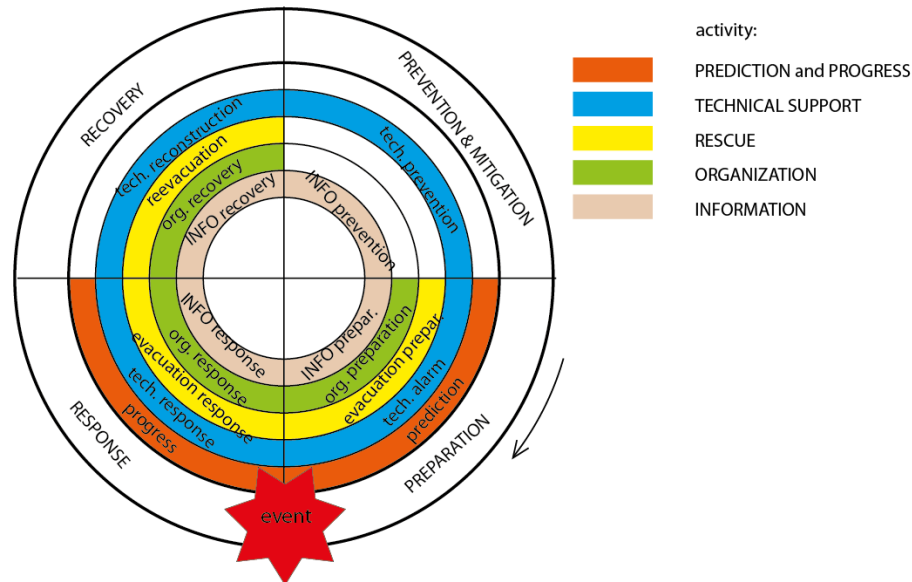 RECOVERY
PREVENTION & MITIGATION
tech. reconstruction
reevacuation
org. recovery
INFO recovery
INFO prevention
tech. prevention
INFO response
org. response
evacuation response
tech. response
progress
RESPONSE
INFO prepar.
org. preparation
evacuation prepar.
tech. alarm
prediction
PREPARATION
event
activity:
PREDICTION and PROGRESS
TECHNICAL SUPPORT
RESCUE
ORGANIZATION
INFORMATION